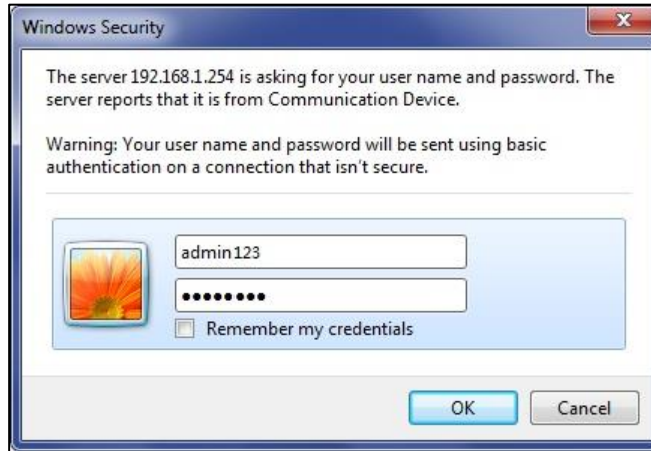 Windows Security
The server 192.168.1.254 is asking for your user name and password. The
server reports that it is from Communication Device.
Warning: Your user name and password will be sent using basic
authentication on a connection that isn't secure.
admin123
●●●●●●●●
Remember my credentials
OK
Cancel